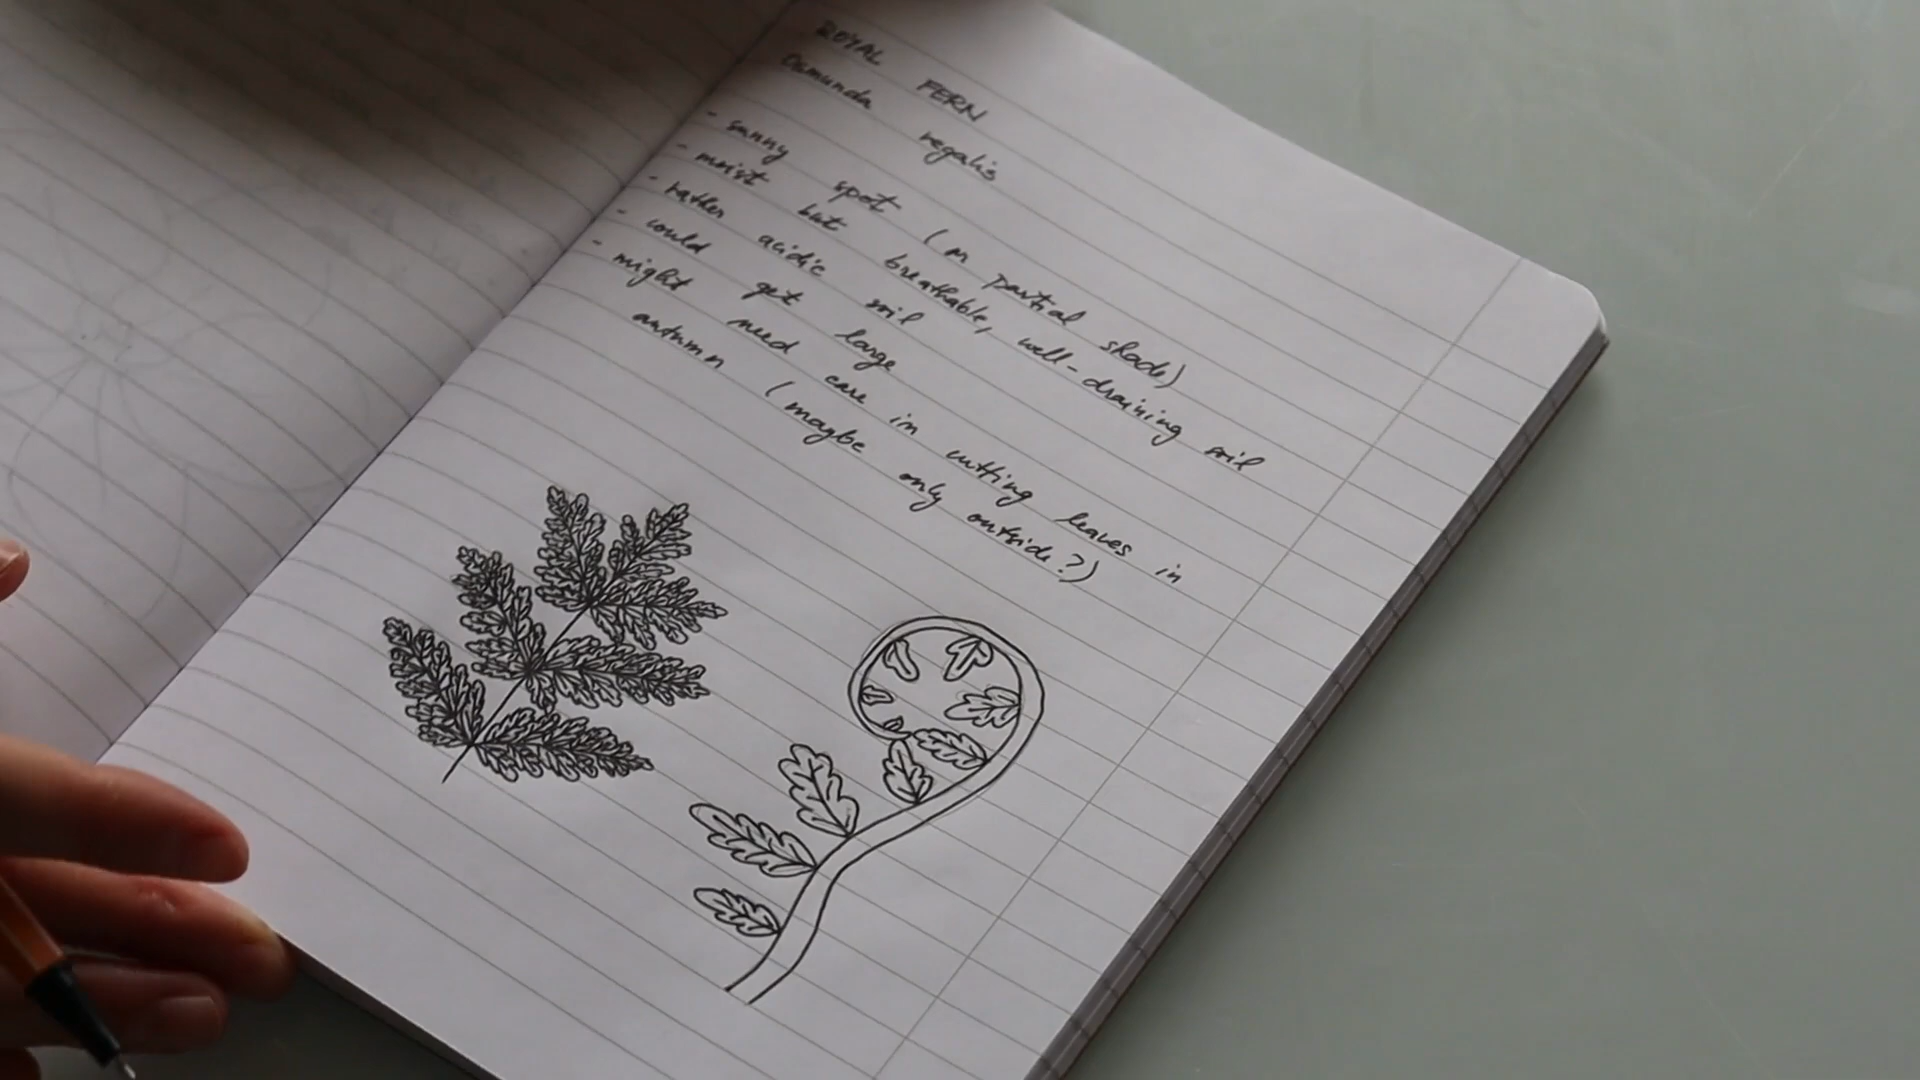 ROYAL FERN
Osmunda regalis
- sunny spot (or partial shade)
- moist but breathable, well-draining soil
- rather acidic soil
- could get large
- might need care in cutting leaves in
autumn (maybe only outside?)